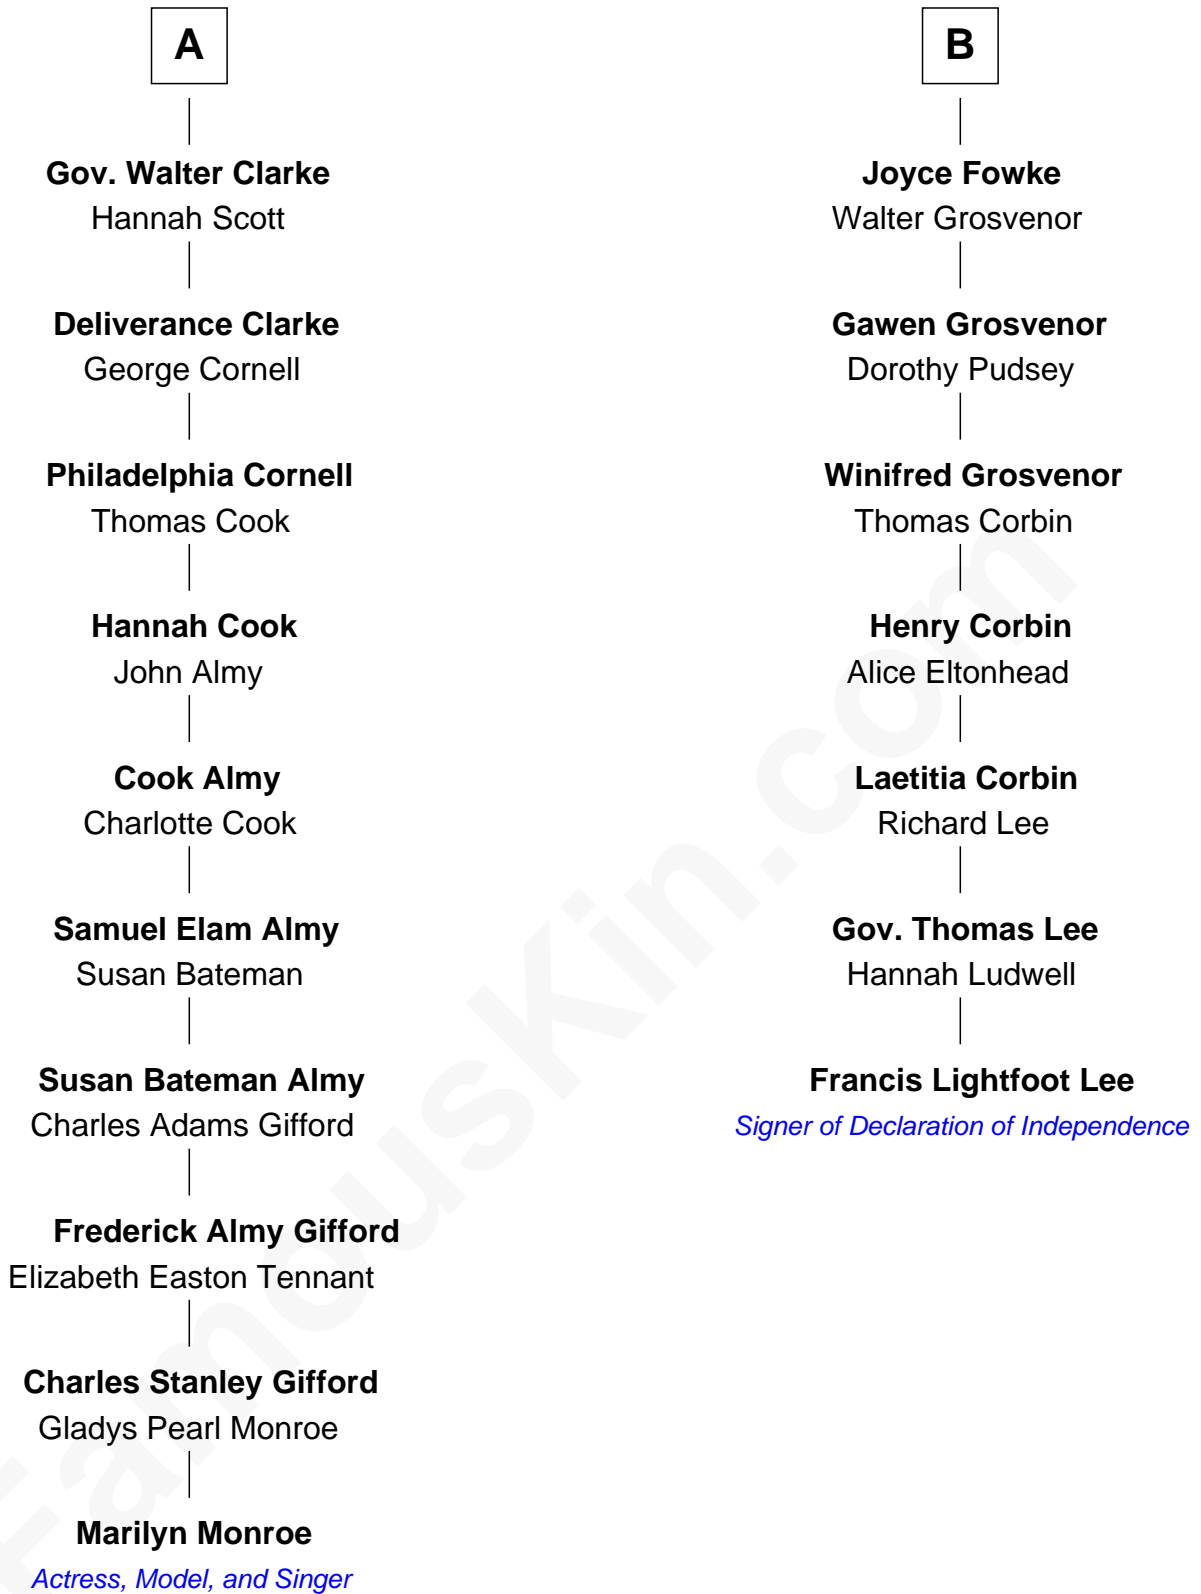 A
Gov. Walter Clarke
Hannah Scott
Deliverance Clarke
George Cornell
Philadelphia Cornell
Thomas Cook
Hannah Cook
John Almy
Cook Almy
Charlotte Cook
Samuel Elam Almy
Susan Bateman
Susan Bateman Almy
Charles Adams Gifford
Frederick Almy Gifford
Elizabeth Easton Tennant
Charles Stanley Gifford
Gladys Pearl Monroe
Marilyn Monroe
Actress, Model, and Singer
B
Joyce Fowke
Walter Grosvenor
Gawen Grosvenor
Dorothy Pudsey
Winifred Grosvenor
Thomas Corbin
Henry Corbin
Alice Eltonhead
Laetitia Corbin
Richard Lee
Gov. Thomas Lee
Hannah Ludwell
Francis Lightfoot Lee
Signer of Declaration of Independence
FamousKin.com